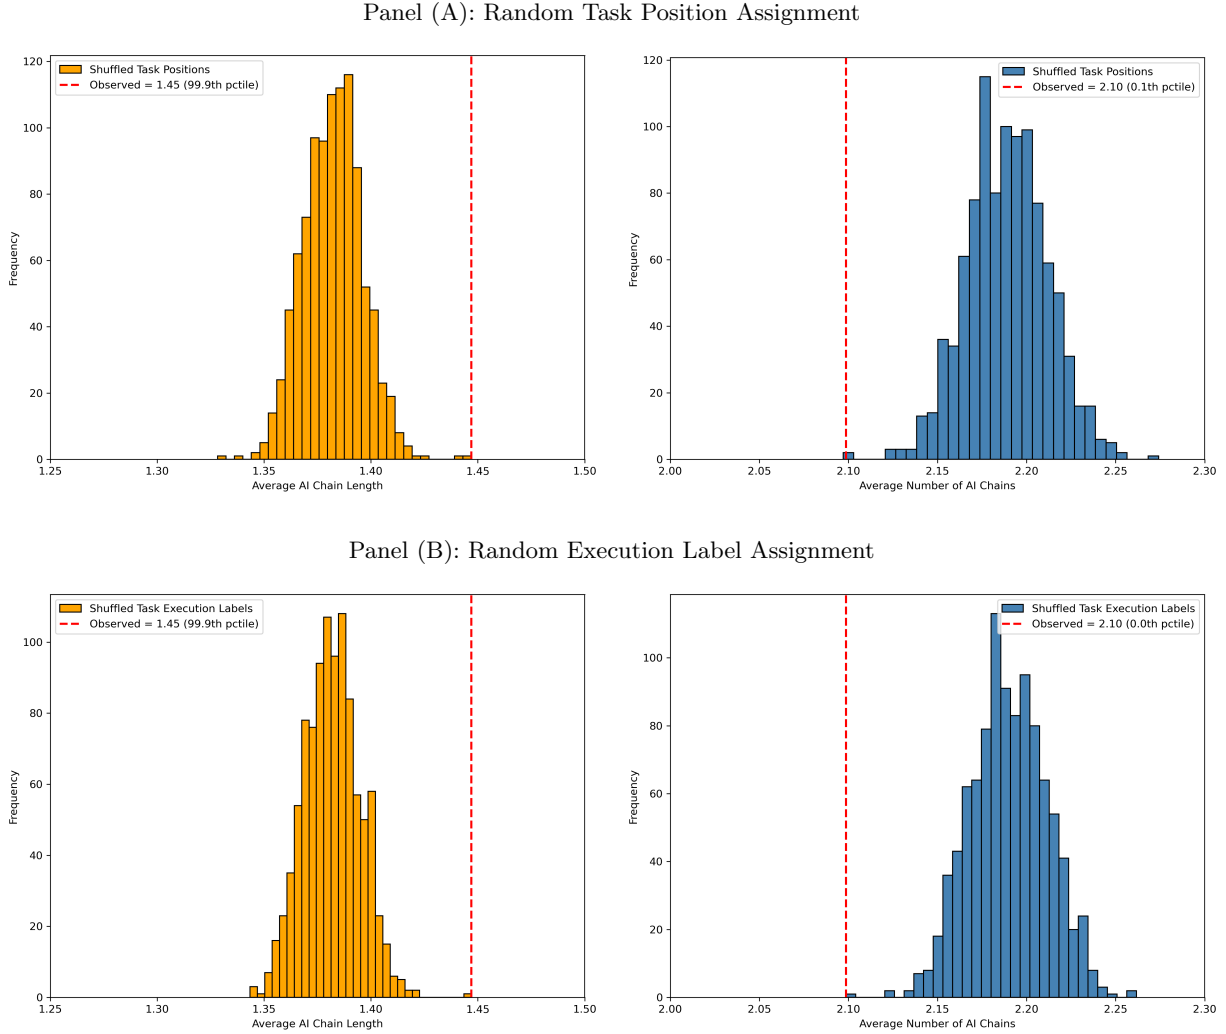 Panel (A): Random Task Position Assignment
Shuffled Task Positions
Observed = 1.45 (99.9th pctile)
Frequency
0
20
40
60
80
100
120
1.25 1.30 1.35 1.40 1.45 1.50
Average AI Chain Length
Shuffled Task Positions
Observed = 2.10 (0.1th pctile)
Frequency
0
20
40
60
80
100
120
2.00 2.05 2.10 2.15 2.20 2.25 2.30
Average Number of AI Chains
Panel (B): Random Execution Label Assignment
Shuffled Task Execution Labels
Observed = 1.45 (99.9th pctile)
Frequency
0
20
40
60
80
100
1.25 1.30 1.35 1.40 1.45 1.50
Average AI Chain Length
Shuffled Task Execution Labels
Observed = 2.10 (0.0th pctile)
Frequency
0
20
40
60
80
100
2.00 2.05 2.10 2.15 2.20 2.25 2.30
Average Number of AI Chains